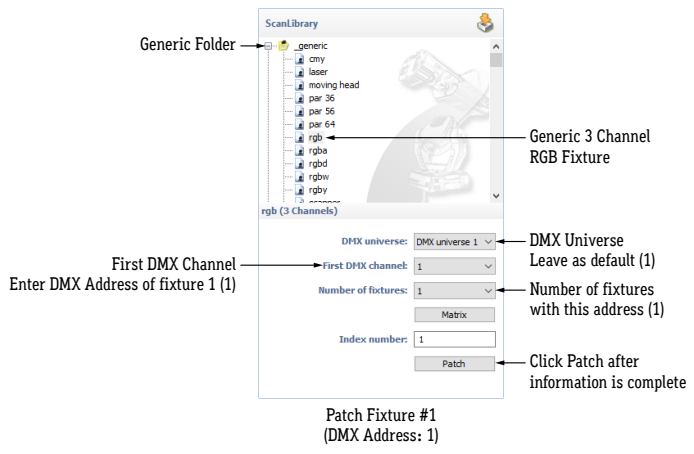 ScanLibrary
Generic Folder
_generic
cmy
laser
moving head
par 36
par 56
par 64
rgb
Generic 3 Channel
RGB Fixture
rgba
rgbd
rgbw
rgby
rgb (3 Channels)
DMX universe: DMX universe 1
DMX Universe
Leave as default (1)
First DMX Channel
Enter DMX Address of fixture 1 (1)
First DMX channel: 1
Number of fixtures: 1
Number of fixtures
with this address (1)
Matrix
Index number: 1
Patch
Click Patch after
information is complete
Patch Fixture #1
(DMX Address: 1)